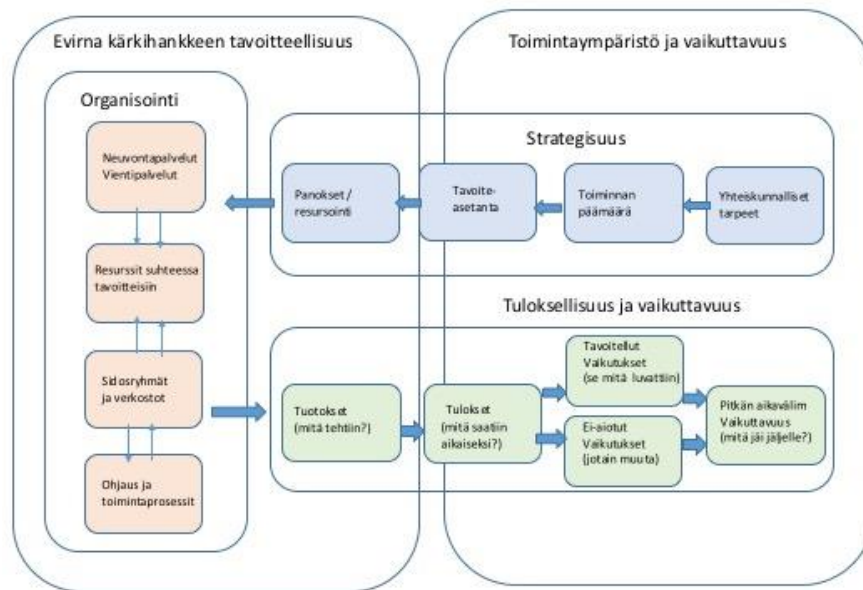 Evirna kärkihankkeen tavoitteellisuus
Toimintaympäristö ja vaikuttavuus
Organisointi
Neuvontapalvelut
Vientipalvelut
Resurssit suhteessa
tavoitteisiin
Sidosryhmät
ja verkostot
Ohjaus ja
toimintaprosessit
Strategisuus
Panokset /
resursointi
Tavoite-
asetanta
Toiminnan
päämäärä
Yhteiskunnalliset
tarpeet
Tuloksellisuus ja vaikuttavuus
Tuotokset
(mitä tehtiin?)
Tulokset
(mitä saatiin
aikaiseksi?)
Tavoitellut
Vaikutukset
(se mitä luvattiin)
Ei-aiotut
Vaikutukset
(jotain muuta)
Pitkän aikavälim
Vaikuttavuus
(mitä jäi jäljelle?)